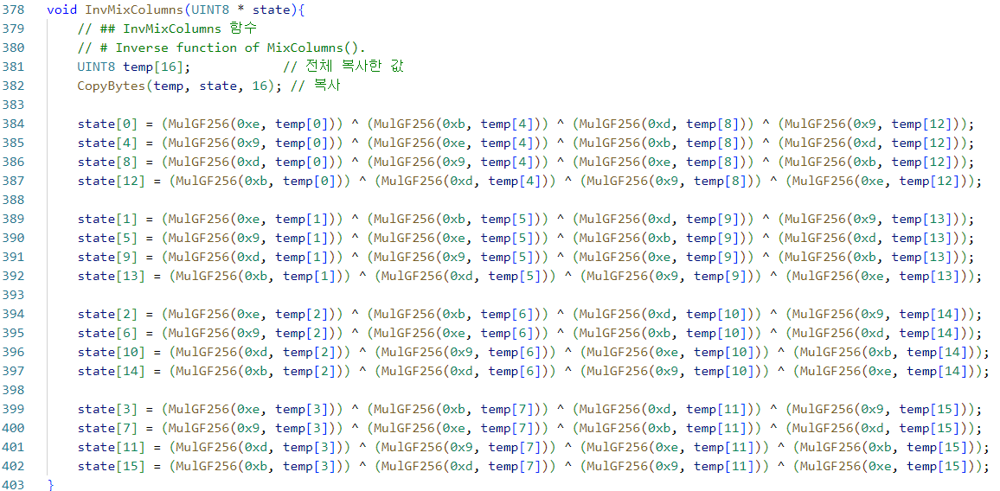 378 void InvMixColumns(UINT8 * state){
379 // ## InvMixColumns 함수
380 // # Inverse function of MixColumns().
381 UINT8 temp[16]; // 전체 복사한 값
382 CopyBytes(temp, state, 16); // 복사
383
384 state[0] = (MulGF256(0xe, temp[0])) ^ (MulGF256(0xb, temp[4])) ^ (MulGF256(0xd, temp[8])) ^ (MulGF256(0x9, temp[12]));
385 state[4] = (MulGF256(0x9, temp[0])) ^ (MulGF256(0xe, temp[4])) ^ (MulGF256(0xb, temp[8])) ^ (MulGF256(0xd, temp[12]));
386 state[8] = (MulGF256(0xd, temp[0])) ^ (MulGF256(0x9, temp[4])) ^ (MulGF256(0xe, temp[8])) ^ (MulGF256(0xb, temp[12]));
387 state[12] = (MulGF256(0xb, temp[0])) ^ (MulGF256(0xd, temp[4])) ^ (MulGF256(0x9, temp[8])) ^ (MulGF256(0xe, temp[12]));
388
389 state[1] = (MulGF256(0xe, temp[1])) ^ (MulGF256(0xb, temp[5])) ^ (MulGF256(0xd, temp[9])) ^ (MulGF256(0x9, temp[13]));
390 state[5] = (MulGF256(0x9, temp[1])) ^ (MulGF256(0xe, temp[5])) ^ (MulGF256(0xb, temp[9])) ^ (MulGF256(0xd, temp[13]));
391 state[9] = (MulGF256(0xd, temp[1])) ^ (MulGF256(0x9, temp[5])) ^ (MulGF256(0xe, temp[9])) ^ (MulGF256(0xb, temp[13]));
392 state[13] = (MulGF256(0xb, temp[1])) ^ (MulGF256(0xd, temp[5])) ^ (MulGF256(0x9, temp[9])) ^ (MulGF256(0xe, temp[13]));
393
394 state[2] = (MulGF256(0xe, temp[2])) ^ (MulGF256(0xb, temp[6])) ^ (MulGF256(0xd, temp[10])) ^ (MulGF256(0x9, temp[14]));
395 state[6] = (MulGF256(0x9, temp[2])) ^ (MulGF256(0xe, temp[6])) ^ (MulGF256(0xb, temp[10])) ^ (MulGF256(0xd, temp[14]));
396 state[10] = (MulGF256(0xd, temp[2])) ^ (MulGF256(0x9, temp[6])) ^ (MulGF256(0xe, temp[10])) ^ (MulGF256(0xb, temp[14]));
397 state[14] = (MulGF256(0xb, temp[2])) ^ (MulGF256(0xd, temp[6])) ^ (MulGF256(0x9, temp[10])) ^ (MulGF256(0xe, temp[14]));
398
399 state[3] = (MulGF256(0xe, temp[3])) ^ (MulGF256(0xb, temp[7])) ^ (MulGF256(0xd, temp[11])) ^ (MulGF256(0x9, temp[15]));
400 state[7] = (MulGF256(0x9, temp[3])) ^ (MulGF256(0xe, temp[7])) ^ (MulGF256(0xb, temp[11])) ^ (MulGF256(0xd, temp[15]));
401 state[11] = (MulGF256(0xd, temp[3])) ^ (MulGF256(0x9, temp[7])) ^ (MulGF256(0xe, temp[11])) ^ (MulGF256(0xb, temp[15]));
402 state[15] = (MulGF256(0xb, temp[3])) ^ (MulGF256(0xd, temp[7])) ^ (MulGF256(0x9, temp[11])) ^ (MulGF256(0xe, temp[15]));
403 }